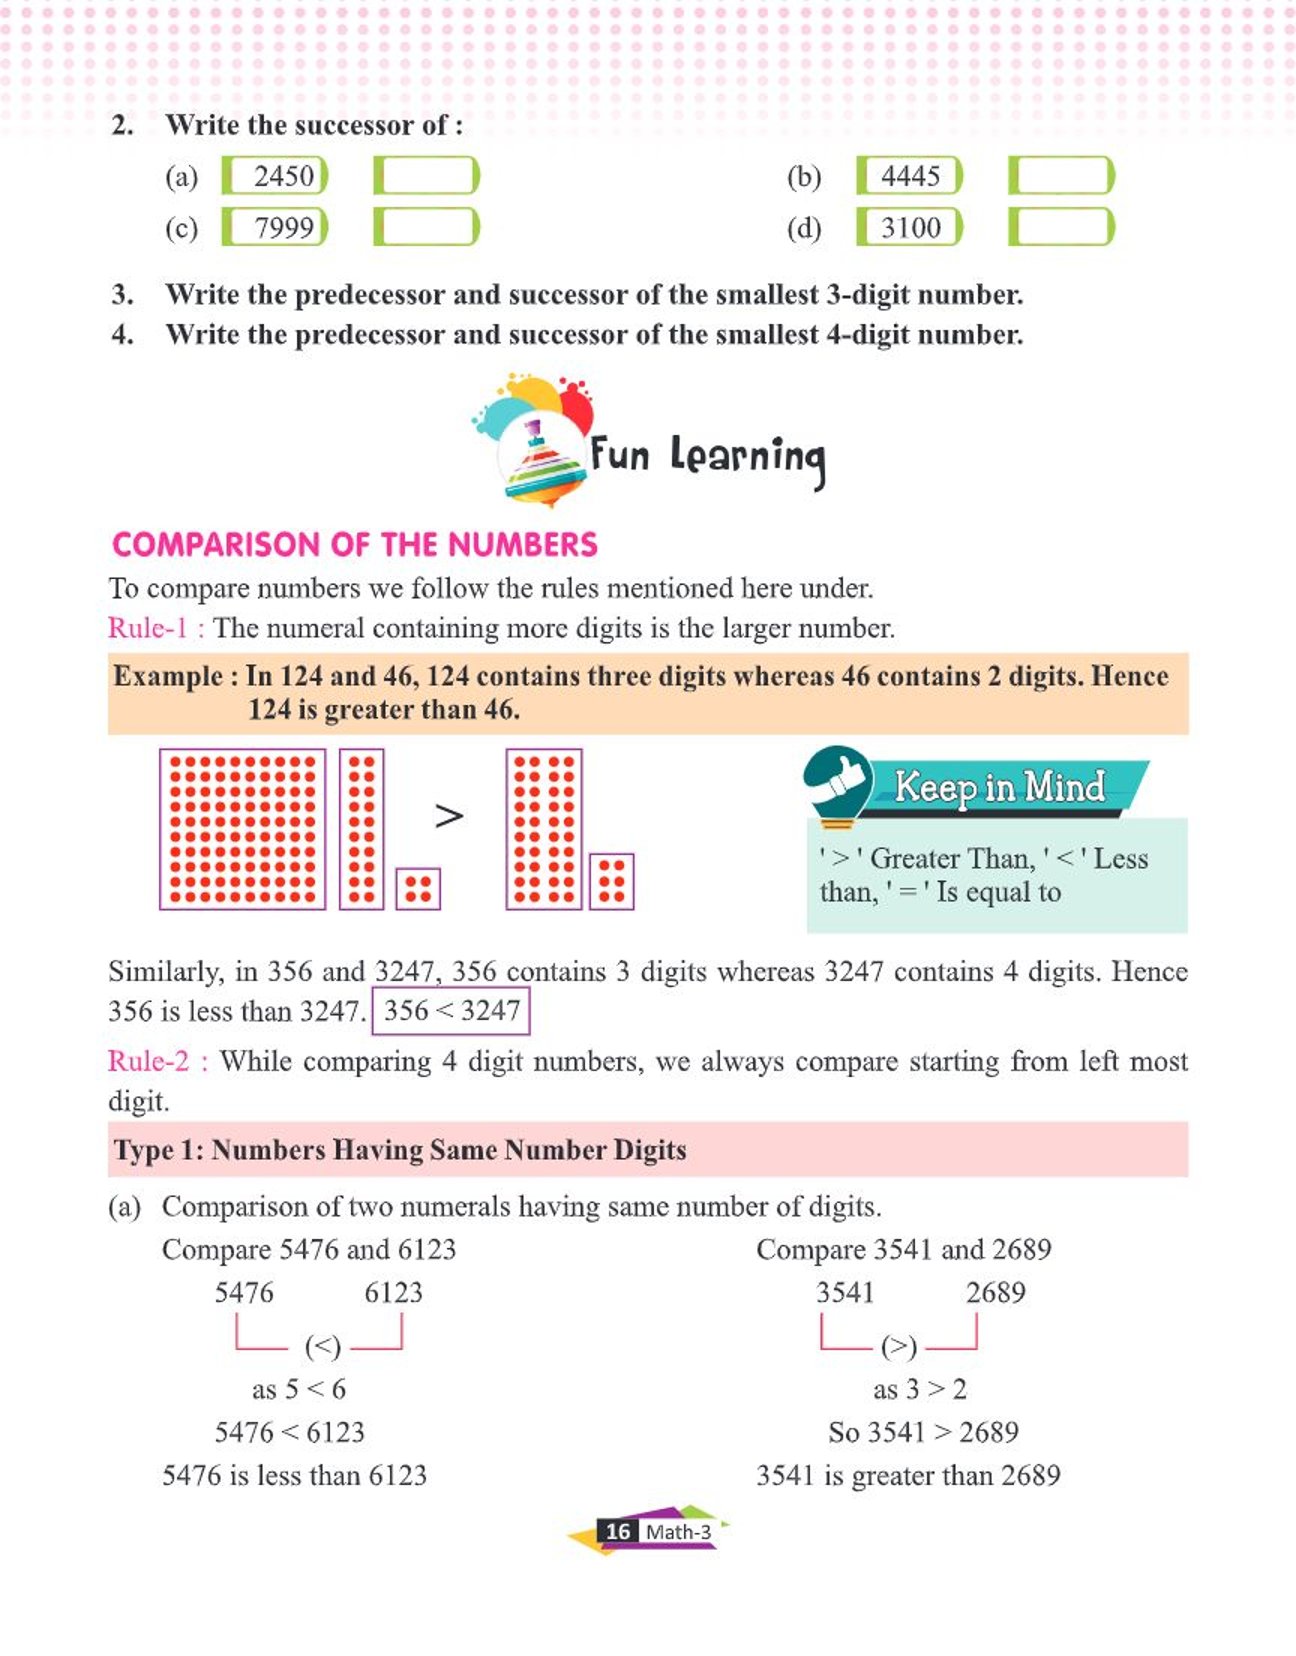 2. Write the successor of :
(a) 2450 (b) 4445
(c) 7999 (d) 3100
3. Write the predecessor and successor of the smallest 3-digit number.
4. Write the predecessor and successor of the smallest 4-digit number.
Fun Learning
COMPARISON OF THE NUMBERS
To compare numbers we follow the rules mentioned here under.
Rule-1 : The numeral containing more digits is the larger number.
Example : In 124 and 46, 124 contains three digits whereas 46 contains 2 digits. Hence
124 is greater than 46.
>
Keep in Mind
' > ' Greater Than, ' < ' Less
than, ' = ' Is equal to
Similarly, in 356 and 3247, 356 contains 3 digits whereas 3247 contains 4 digits. Hence
356 is less than 3247. 356 < 3247
Rule-2 : While comparing 4 digit numbers, we always compare starting from left most
digit.
Type 1: Numbers Having Same Number Digits
(a) Comparison of two numerals having same number of digits.
Compare 5476 and 6123 Compare 3541 and 2689
5476 6123 3541 2689
(<) (>)
as 5 < 6 as 3 > 2
5476 < 6123 So 3541 > 2689
5476 is less than 6123 3541 is greater than 2689
16 Math-3